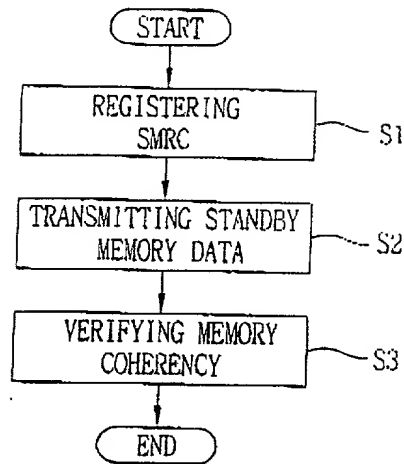 START
REGISTERING
SMRC
S1
TRANSMITTING STANDBY
MEMORY DATA
S2
VERIFYING MEMORY
COHERENCY
S3
END